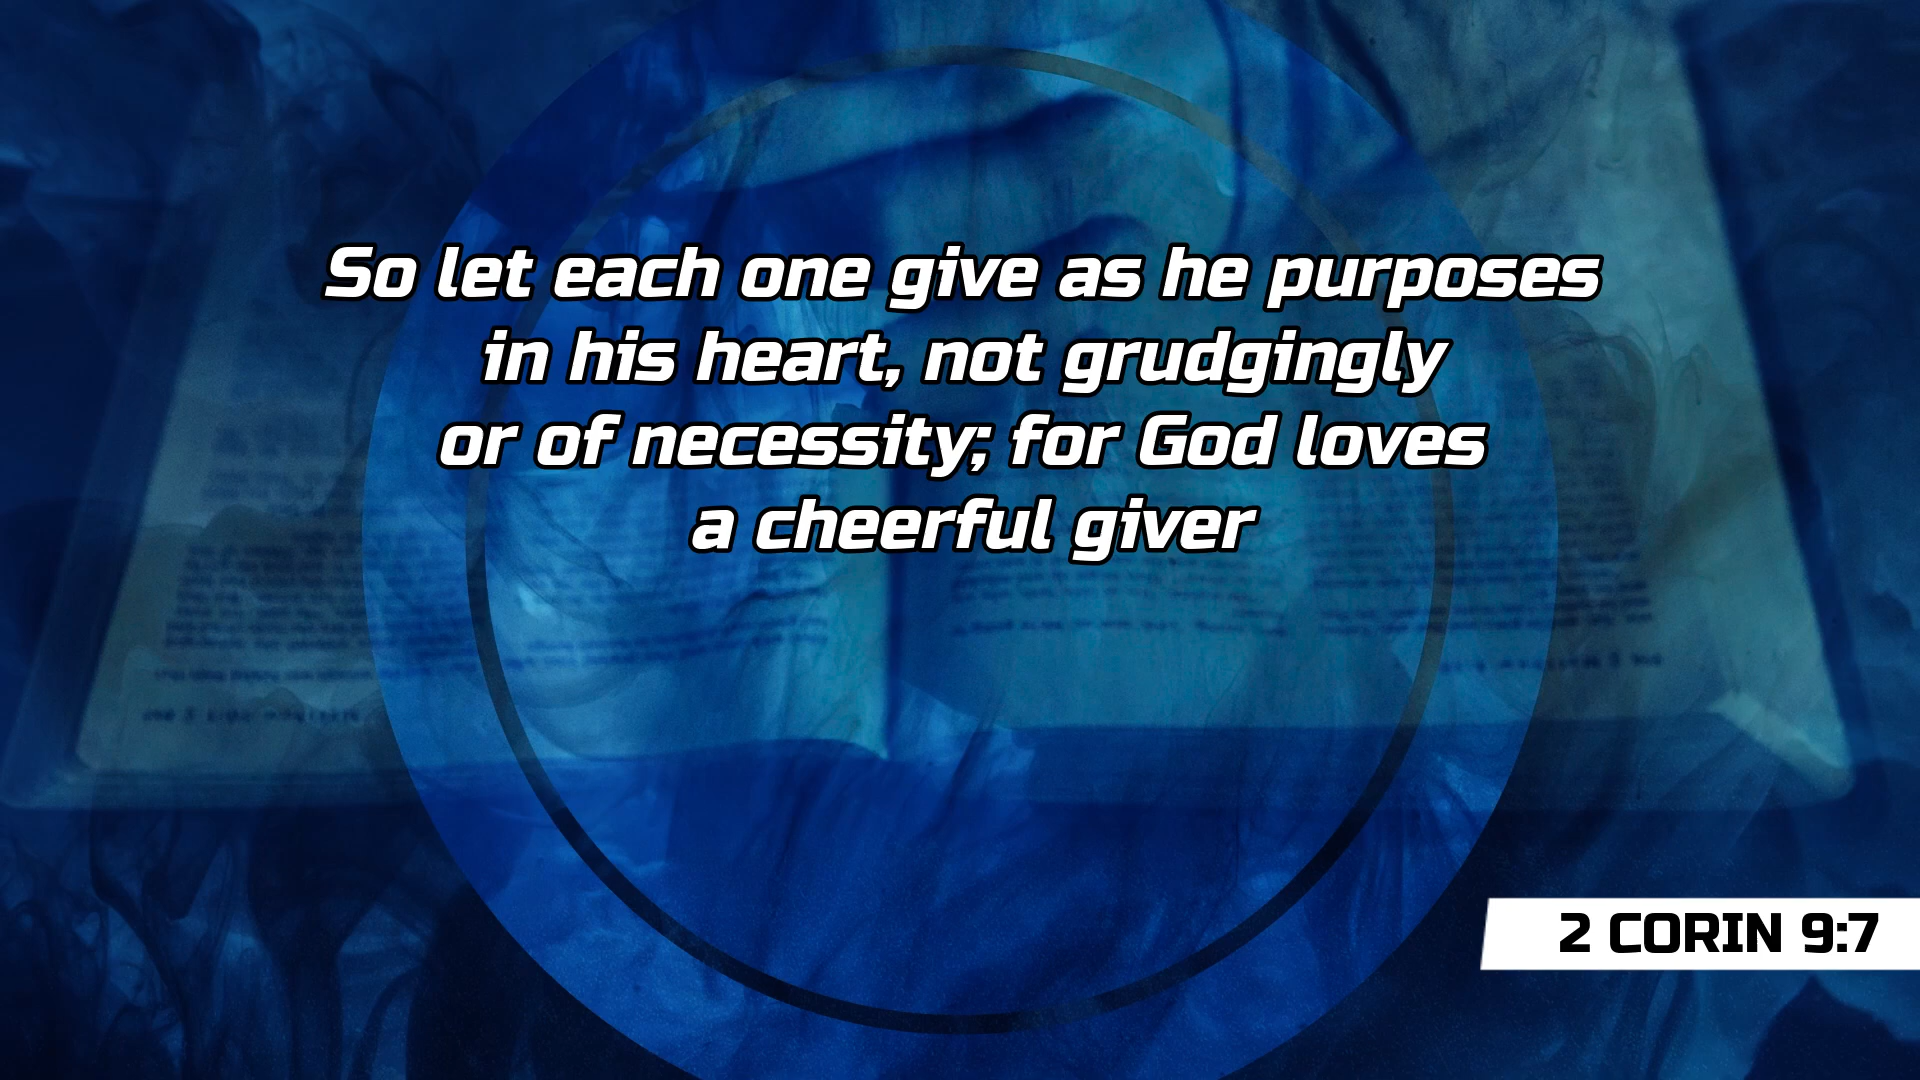 So let each one give as he purposes
in his heart, not grudgingly
or of necessity; for God loves
a cheerful giver
2 CORIN 9:7